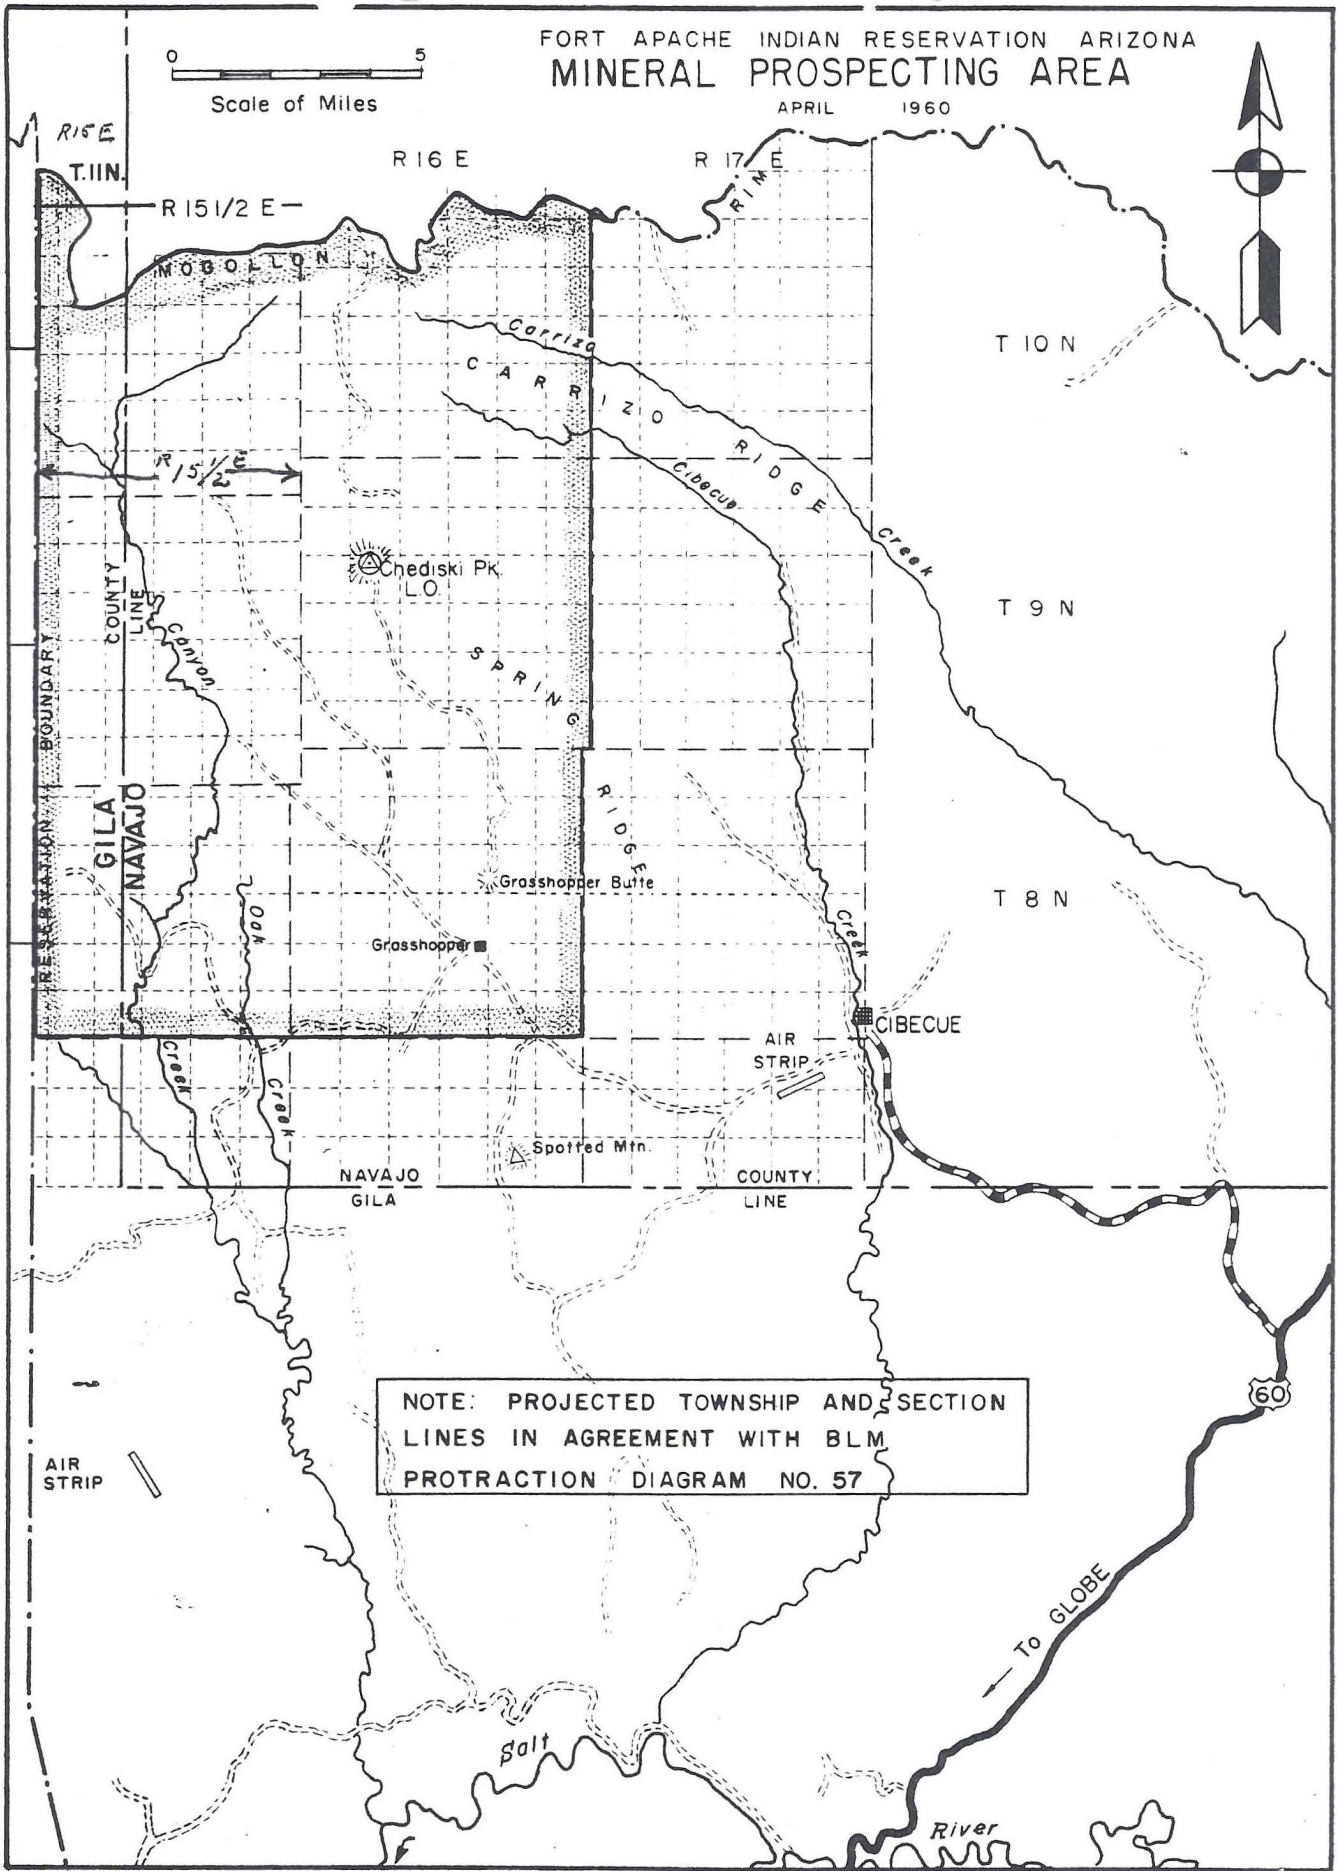 FORT APACHE INDIAN RESERVATION ARIZONA
MINERAL PROSPECTING AREA
APRIL 1960
0 5
Scale of Miles
R15E
T.11N.
R 15 1/2 E
R 16 E
R 17 E
RIM
MOGOLLON
T 10 N
Carrizo
CARRIZO RIDGE
R 15 1/2 E
Cibecue
Creek
Chediski Pk.
L.O.
COUNTY
LINE
T 9 N
Canyon
SPRING
RESERVATION BOUNDARY
GILA
NAVAJO
RIDGE
Grasshopper Butte
T 8 N
Oak
Grasshopper
Creek
CIBECUE
AIR
STRIP
Creek
Creek
Spotted Mtn.
NAVAJO COUNTY
GILA LINE
60
NOTE: PROJECTED TOWNSHIP AND SECTION
LINES IN AGREEMENT WITH BLM
PROTRACTION DIAGRAM NO. 57
AIR
STRIP
To GLOBE
Salt
River